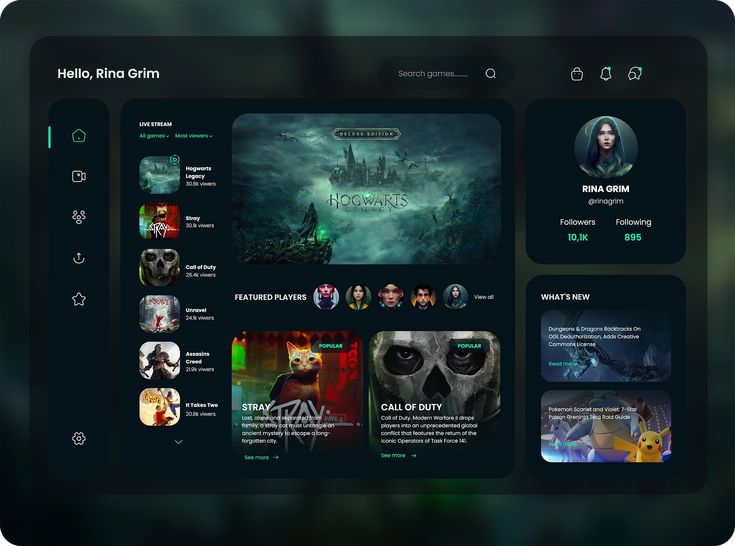 Hello, Rina Grim
Search games........
LIVE STREAM
All games
Most viewers
Hogwarts
Legacy
30.8k viwers
Stray
30.1k viwers
Call of Duty
26.4k viwers
Unravel
24.1k viwers
Assasins
Creed
21.9k viwers
It Takes Two
20.8k viwers
DELUXE EDITION
HOGWARTS
LEGACY
FEATURED PLAYERS
View all
POPULAR
STRAY
Lost, alone and separated from
family, a stray cat must untangle an
ancient mystery to escape a long-
forgotten city.
See more
POPULAR
CALL OF DUTY
Call of Duty: Modern Warfare II drops
players into an unprecedented global
conflict that features the return of the
iconic Operators of Task Force 141.
See more
RINA GRIM
@rinagrim
Followers
Following
10,1K
895
WHAT'S NEW
Dungeons & Dragons Backtracks On
OGL Deauthorization, Adds Creative
Commons License
Read more
Pokemon Scarlet and Violet: 7-Star
Poison Greninja Tera Raid Guide
Read more